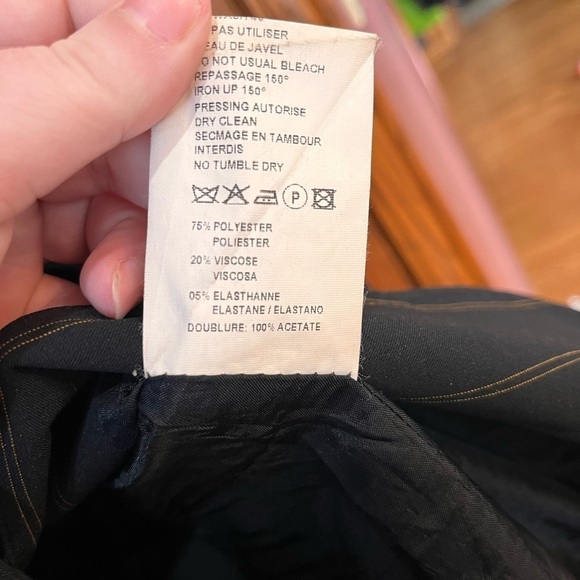 PAS UTILISER
EAU DE JAVEL
DO NOT USUAL BLEACH
REPASSAGE 150°
IRON UP 150°
PRESSING AUTORISE
DRY CLEAN
SECMAGE EN TAMBOUR
INTERDIS
NO TUMBLE DRY
P
75% POLYESTER
POLIESTER
20% VISCOSE
VISCOSA
05% ELASTHANNE
ELASTANE / ELASTANO
DOUBLURE: 100% ACETATE